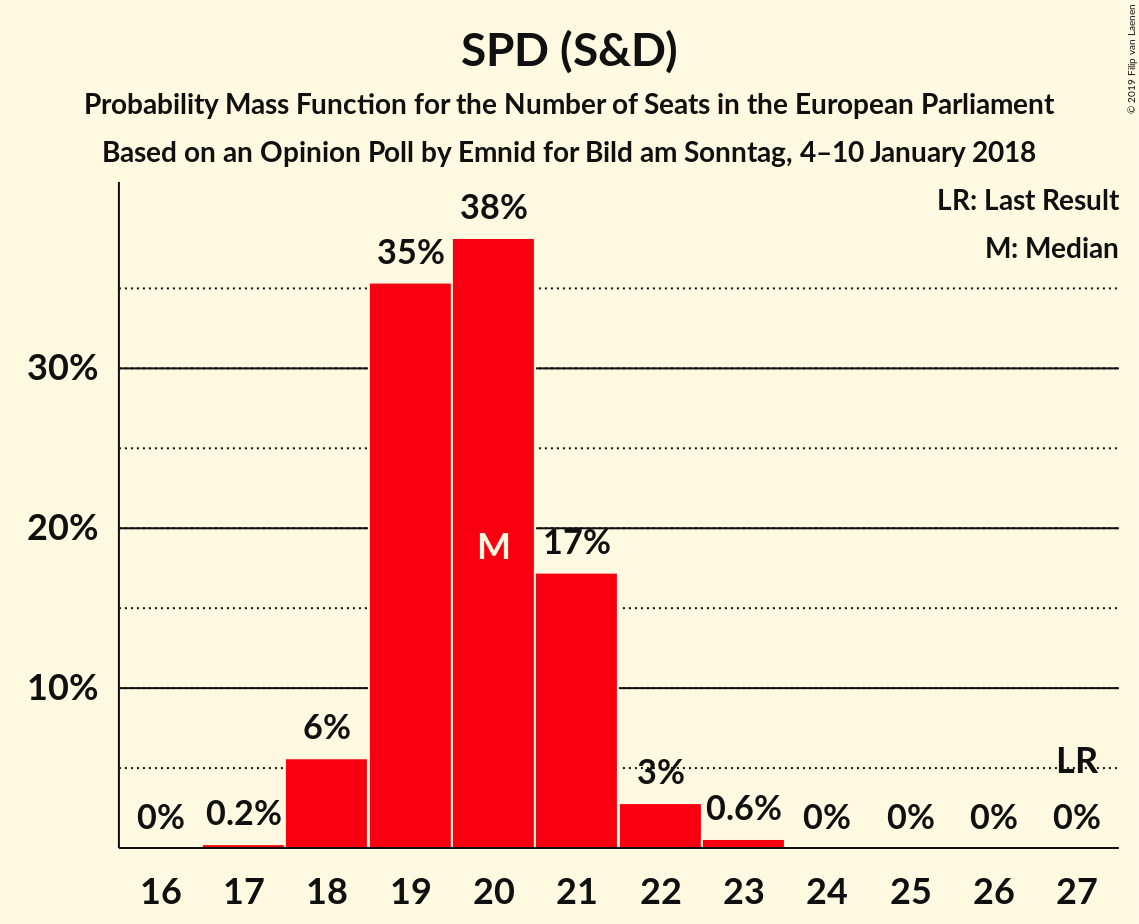 SPD (S&D)
Probability Mass Function for the Number of Seats in the European Parliament
Based on an Opinion Poll by Emnid for Bild am Sonntag, 4–10 January 2018
© 2019 Filip van Laenen
LR: Last Result
M: Median
38%
35%
30%
20%
M
17%
10%
6%
3%
LR
0%
0.2%
0.6%
0%
0%
0%
0%
16 17 18 19 20 21 22 23 24 25 26 27